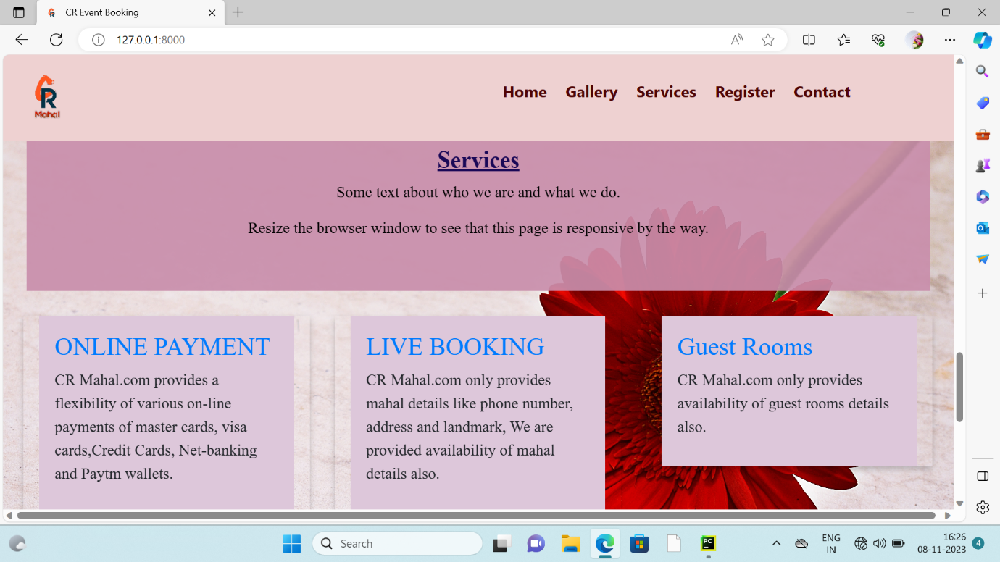 CR Event Booking
127.0.0.1:8000
CR
Mahal
Home Gallery Services Register Contact
Services
Some text about who we are and what we do.
Resize the browser window to see that this page is responsive by the way.
ONLINE PAYMENT
CR Mahal.com provides a
flexibility of various on-line
payments of master cards, visa
cards,Credit Cards, Net-banking
and Paytm wallets.
LIVE BOOKING
CR Mahal.com only provides
mahal details like phone number,
address and landmark, We are
provided availability of mahal
details also.
Guest Rooms
CR Mahal.com only provides
availability of guest rooms details
also.
Search
PC
ENG
IN
16:26
08-11-2023
4